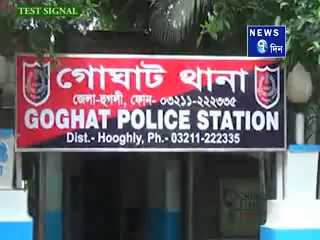 TEST SIGNAL
NEWS
দিন
গোঘাট থানা
জেলা-হুগলী, ফোন- ০৩২১১-২২২৩৩৫
GOGHAT POLICE STATION
Dist.- Hooghly, Ph.- 03211-222335